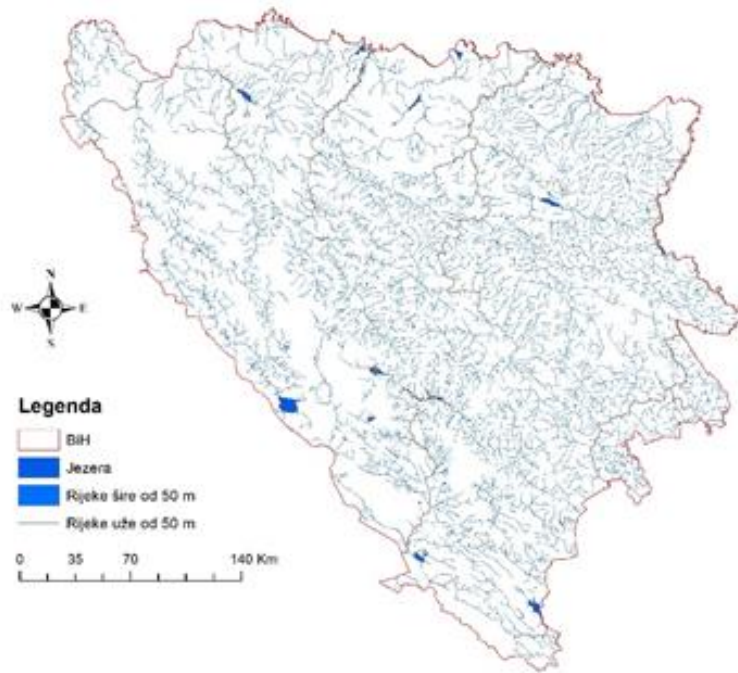 N
W E
S
Legenda
BiH
Jezera
Rijeke šire od 50 m
Rijeke uže od 50 m
0 35 70 140 Km